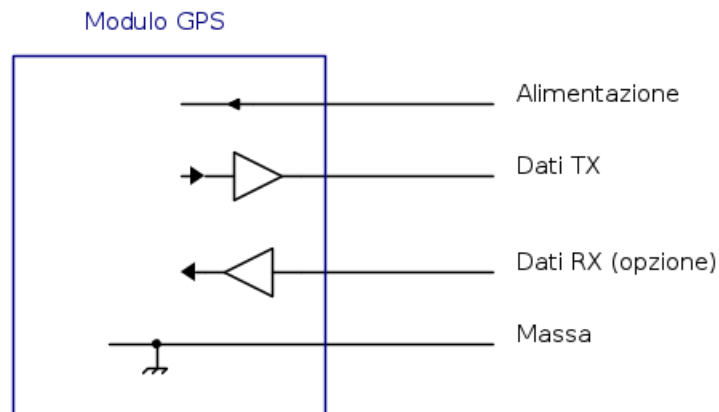 Modulo GPS
Alimentazione
Dati TX
Dati RX (opzione)
Massa